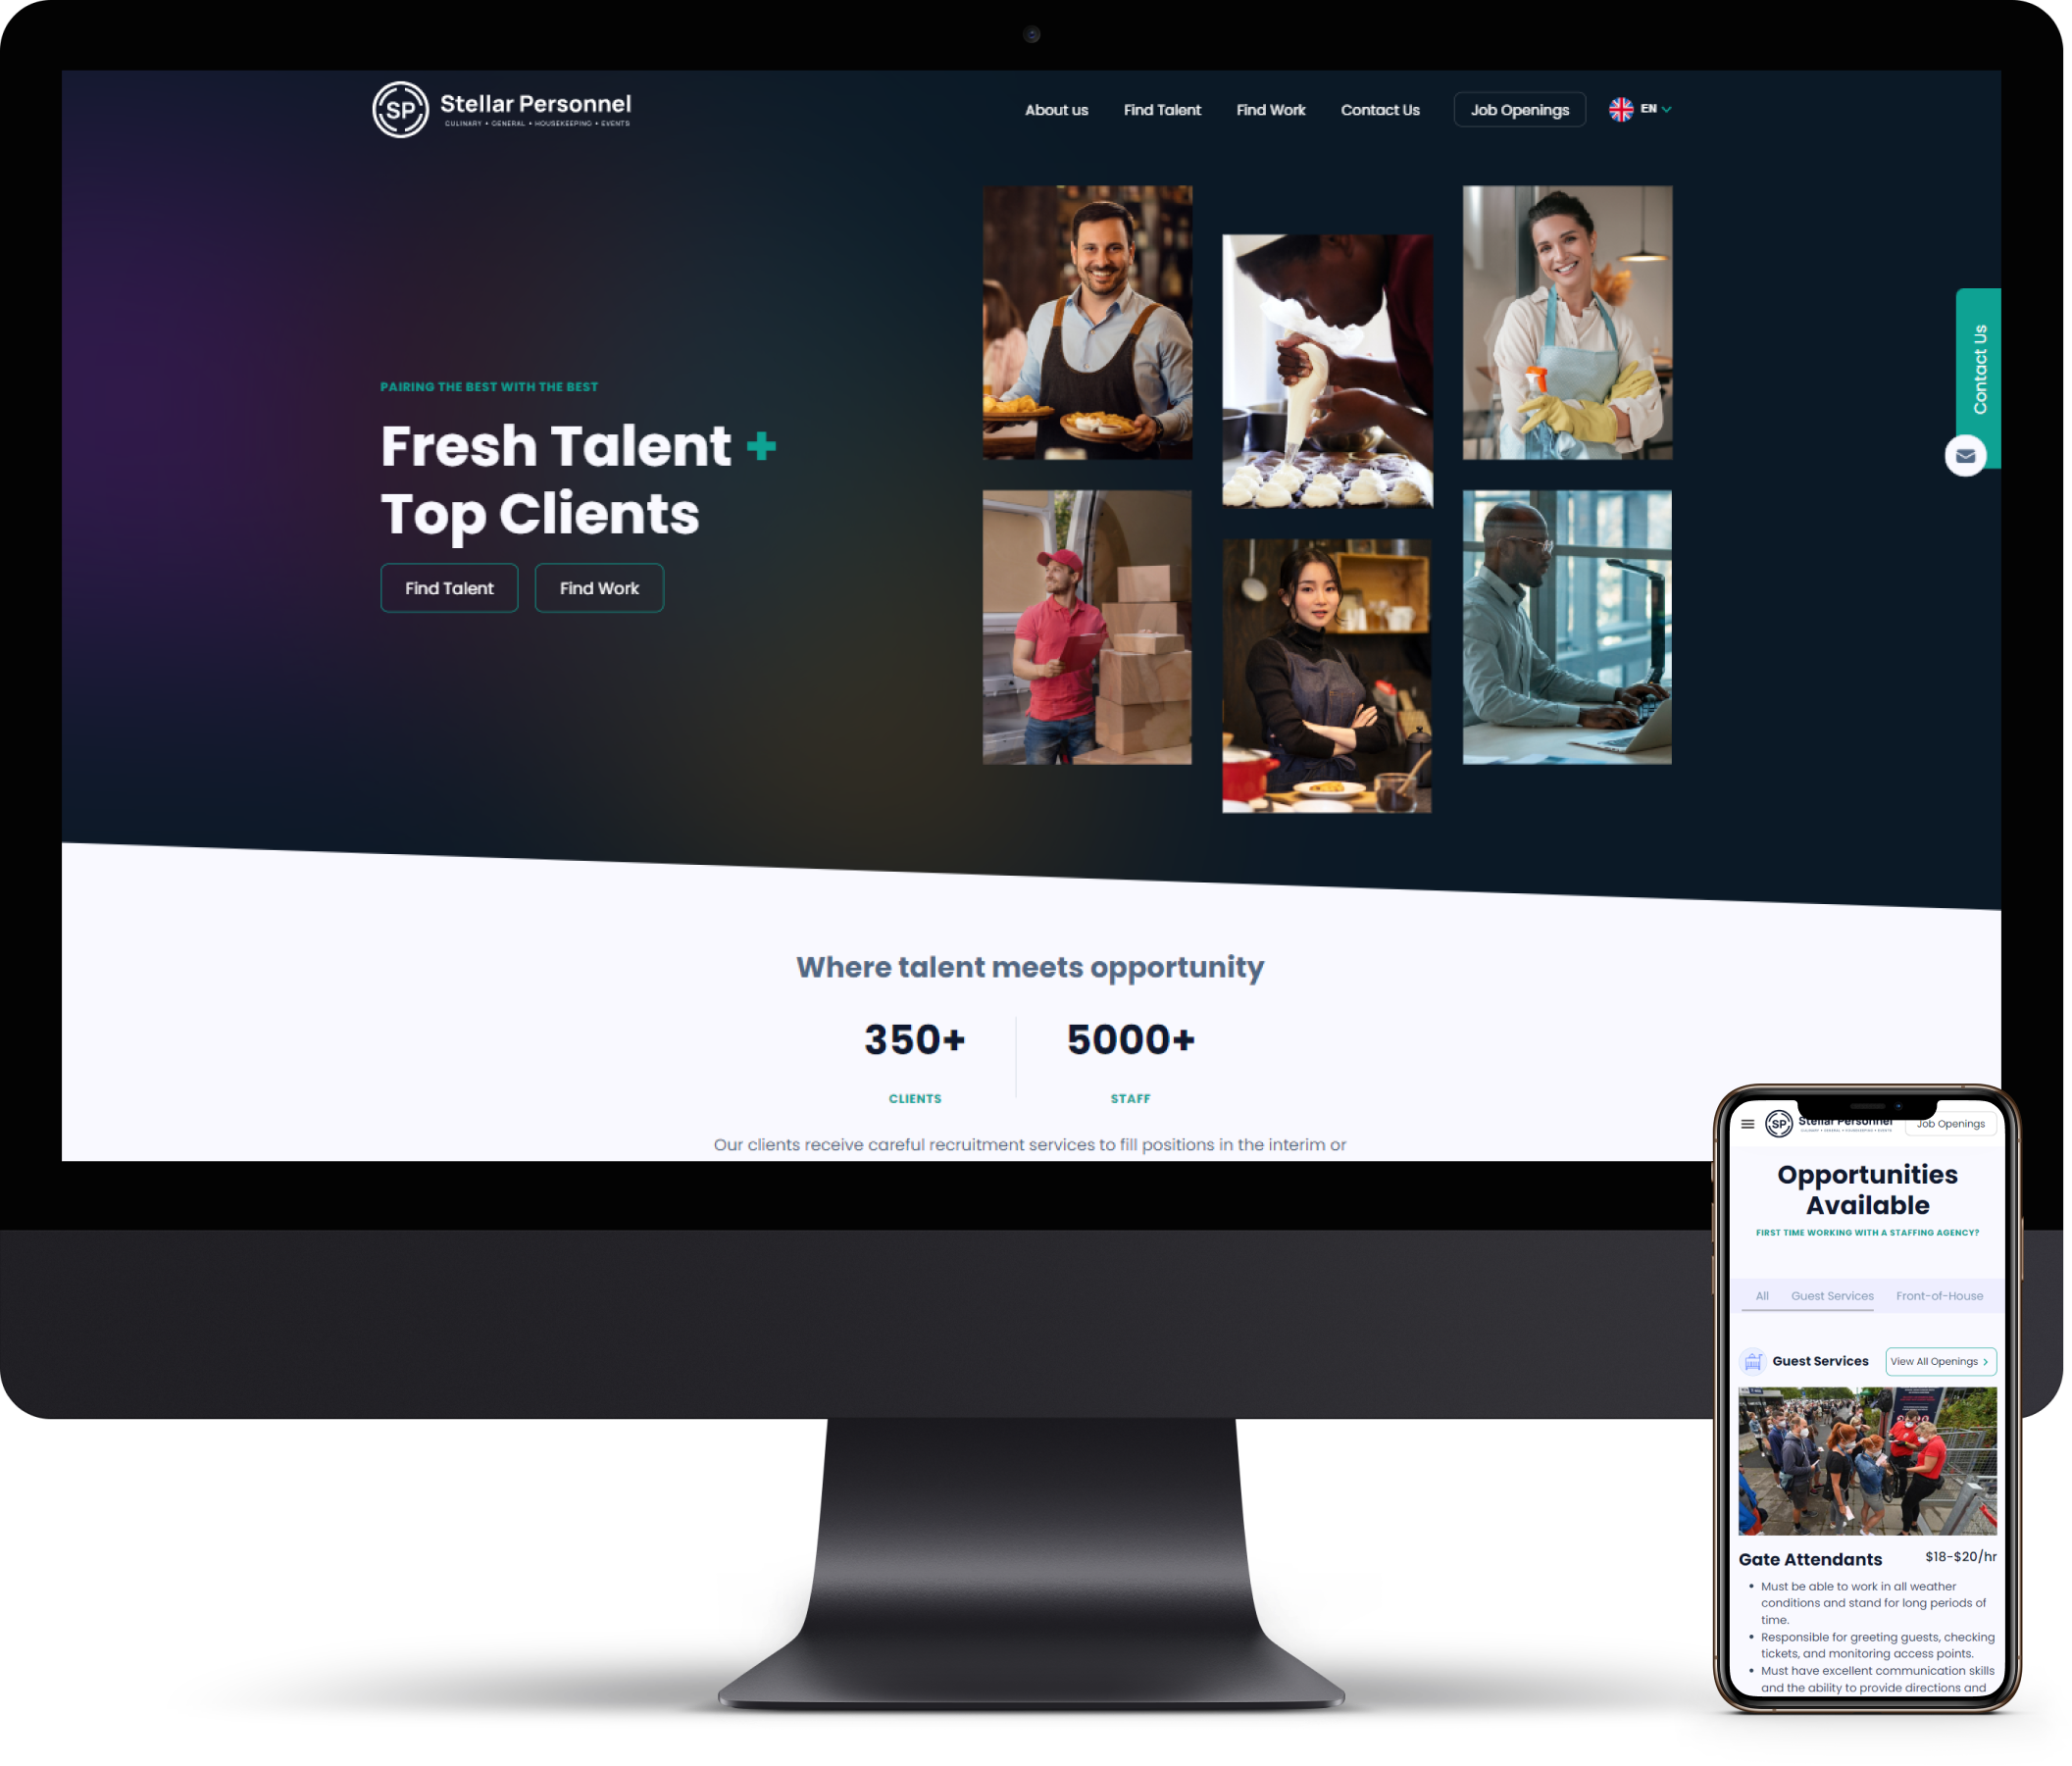 SP
Stellar Personnel
CULINARY • GENERAL • HOUSEKEEPING • EVENTS
About us
Find Talent
Find Work
Contact Us
Job Openings
EN
PAIRING THE BEST WITH THE BEST
Fresh Talent +
Top Clients
Find Talent
Find Work
Contact Us
Where talent meets opportunity
350+
5000+
CLIENTS
STAFF
Our clients receive careful recruitment services to fill positions in the interim or
SP
Stellar Personnel
CULINARY • GENERAL • HOUSEKEEPING • EVENTS
Job Openings
Opportunities
Available
FIRST TIME WORKING WITH A STAFFING AGENCY?
All
Guest Services
Front-of-House
Guest Services
View All Openings
Gate Attendants
$18-$20/hr
• Must be able to work in all weather
conditions and stand for long periods of
time.
• Responsible for greeting guests, checking
tickets, and monitoring access points.
• Must have excellent communication skills
and the ability to provide directions and